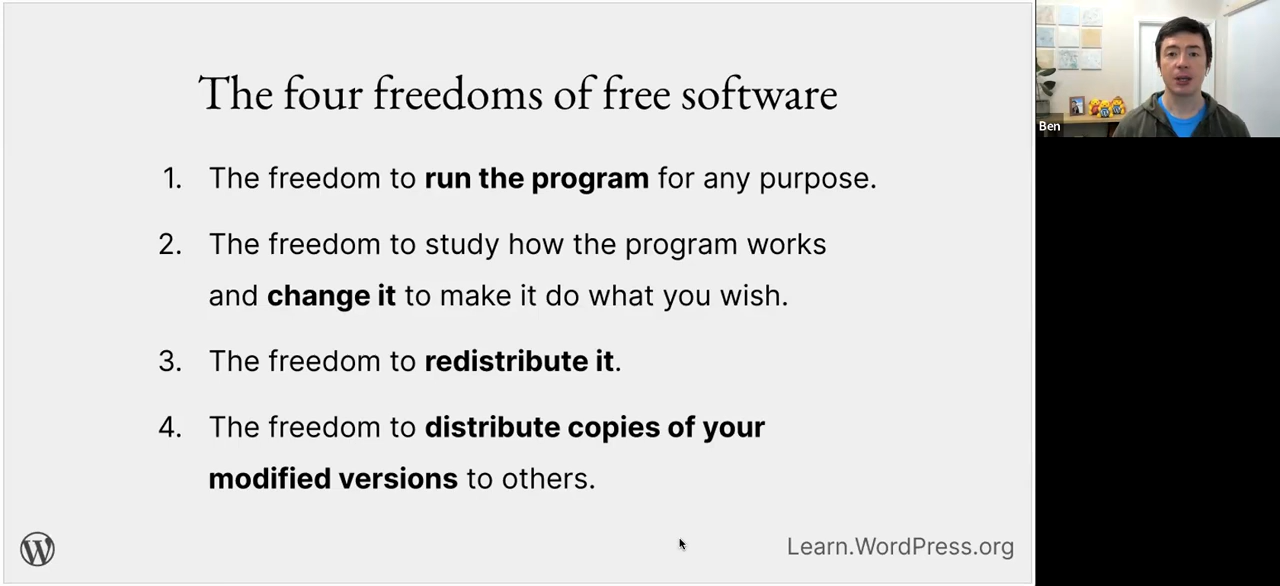 The four freedoms of free software
1. The freedom to run the program for any purpose.
2. The freedom to study how the program works
and change it to make it do what you wish.
3. The freedom to redistribute it.
4. The freedom to distribute copies of your
modified versions to others.
Learn.WordPress.org
Ben